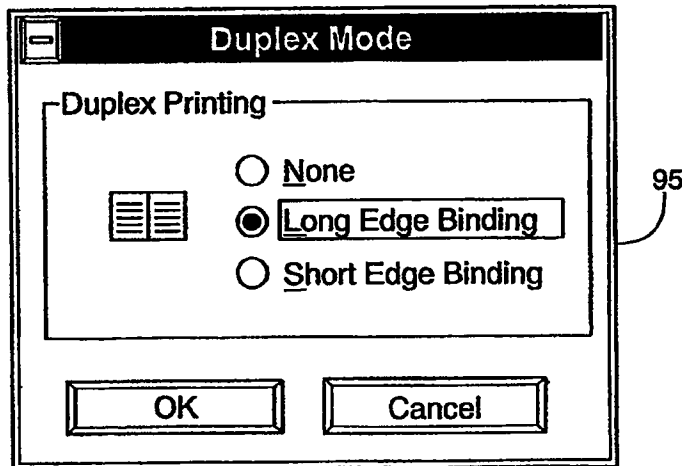 Duplex Mode
Duplex Printing
None
Long Edge Binding
Short Edge Binding
95
OK
Cancel